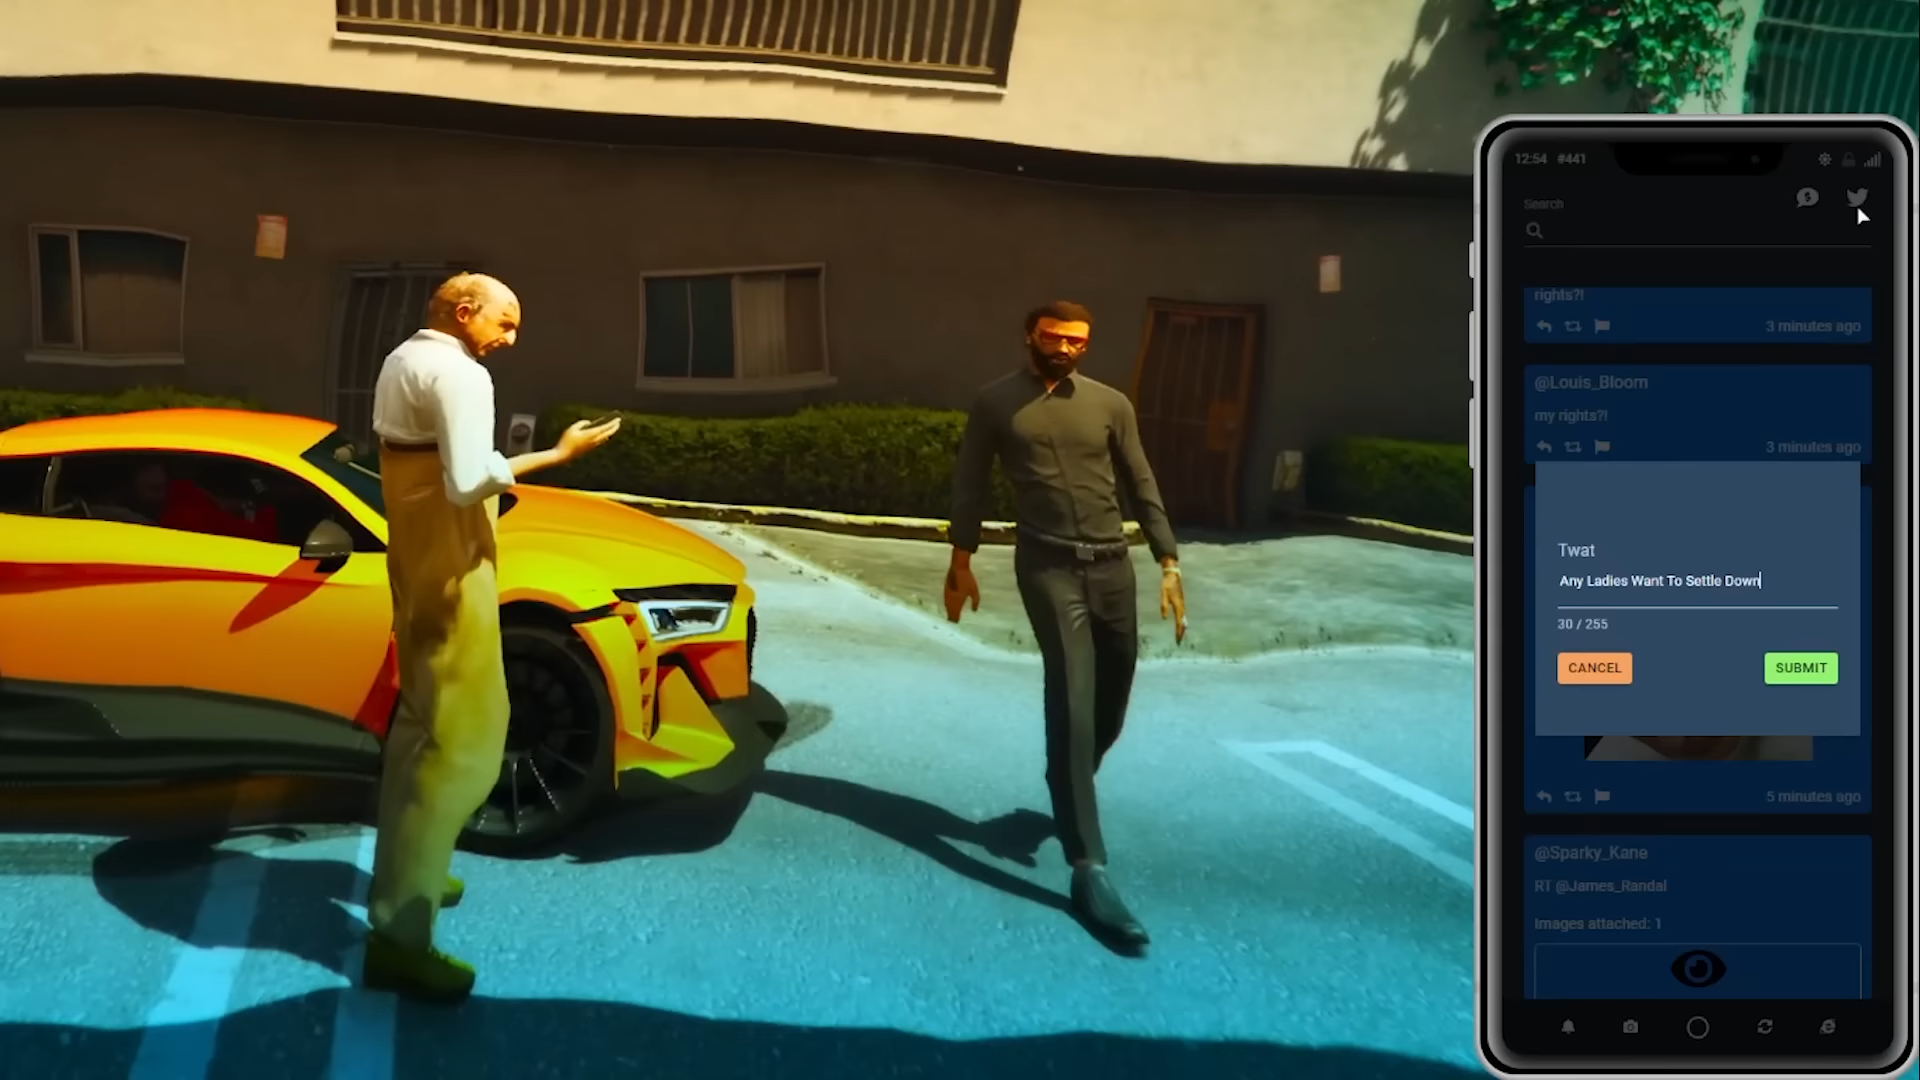 12:54 #441
Search
rights?!
3 minutes ago
@Louis_Bloom
my rights?!
3 minutes ago
Twat
Any Ladies Want To Settle Down
30 / 255
CANCEL
SUBMIT
5 minutes ago
@Sparky_Kane
RT @James_Randal
Images attached: 1